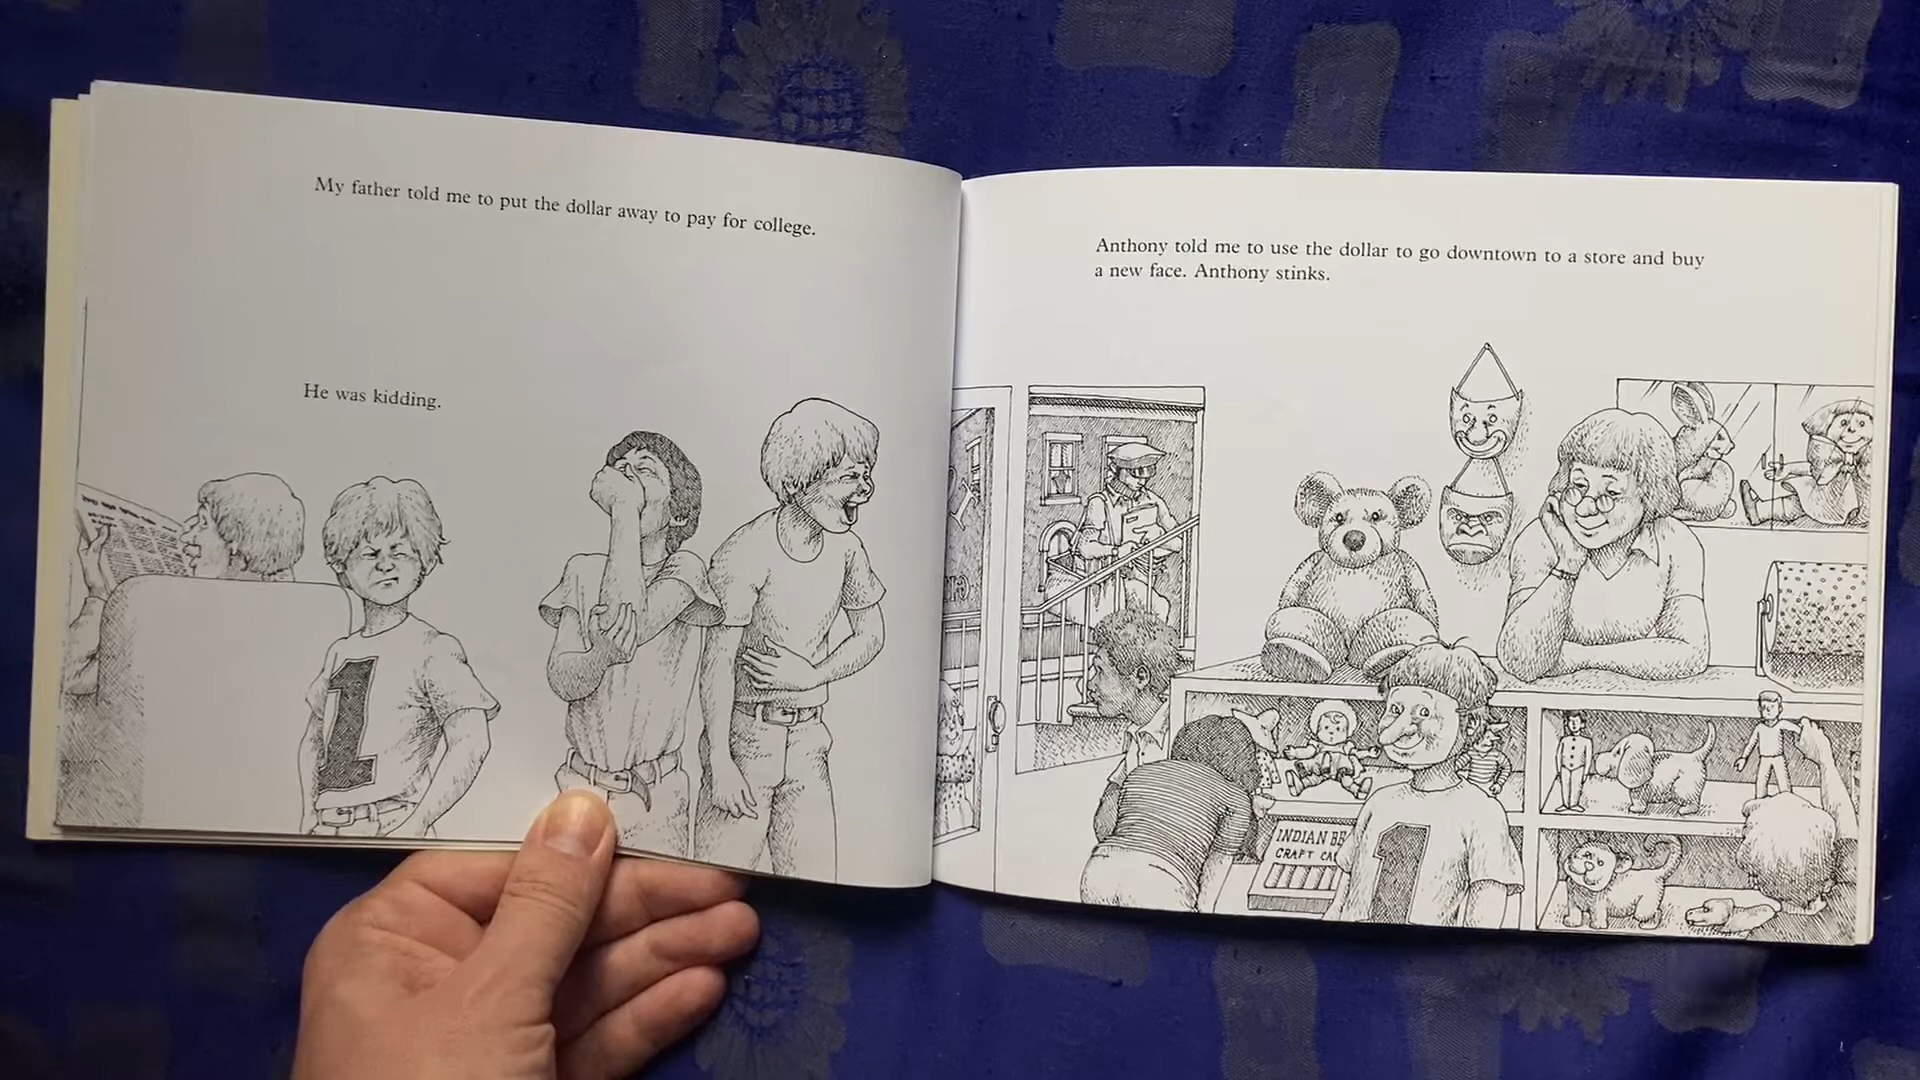 My father told me to put the dollar away to pay for college.
He was kidding.
Anthony told me to use the dollar to go downtown to a store and buy
a new face. Anthony stinks.
1
INDIAN
CRAFT
1